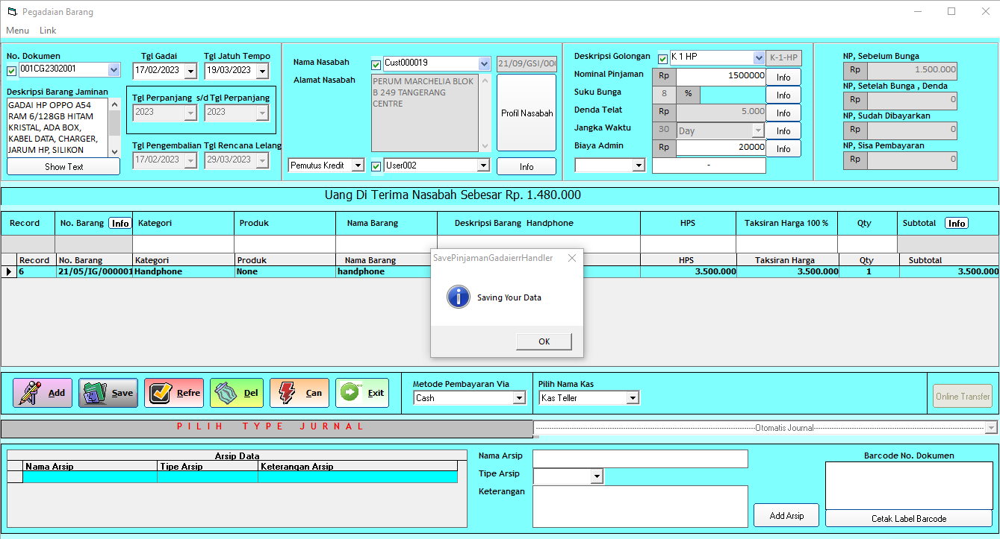 Pegadaian Barang
Menu Link
No. Dokumen
001CG2302001
Tgl Gadai
17/02/2023
Tgl Jatuh Tempo
19/03/2023
Deskripsi Barang Jaminan
GADAI HP OPPO A54
RAM 6/128GB HITAM
KRISTAL, ADA BOX,
KABEL DATA, CHARGER,
JARUM HP, SILIKON
Show Text
Tgl Perpanjang s/d Tgl Perpanjang
2023 2023
Tgl Pengembalian Tgl Rencana Lelang
17/02/2023 29/03/2023
Nama Nasabah
Cust000019
21/09/GSI/00
Alamat Nasabah
PERUM MARCHELIA BLOK
B 249 TANGERANG
CENTRE
Profil Nasabah
Pemutus Kredit
User002
Info
Deskripsi Golongan K 1 HP K-1-HP
Nominal Pinjaman Rp 1500000 Info
Suku Bunga 8 % Info
Denda Telat Rp 5.000 Info
Jangka Waktu 30 Day Info
Biaya Admin Rp 20000 Info
-
NP, Sebelum Bunga
Rp 1.500.000
NP, Setelah Bunga , Denda
Rp 0
NP, Sudah Dibayarkan
Rp 0
NP, Sisa Pembayaran
Rp 0
Uang Di Terima Nasabah Sebesar Rp. 1.480.000
Record No. Barang Info Kategori Produk Nama Barang Deskripsi Barang Handphone HPS Taksiran Harga 100 % Qty Subtotal Info
Record No. Barang Kategori Produk Nama Barang HPS Taksiran Harga Qty Subtotal
6 21/05/IG/000001 Handphone None handphone 3.500.000 3.500.000 1 3.500.000
SavePinjamanGadaierrHandler
Saving Your Data
OK
Add Save Refre Del Can Exit
Metode Pembayaran Via
Cash
Pilih Nama Kas
Kas Teller
Online Transfer
PILIH TYPE JURNAL
Otomatis Journal
Arsip Data
Nama Arsip Tipe Arsip Keterangan Arsip
Nama Arsip
Tipe Arsip
Keterangan
Add Arsip
Barcode No. Dokumen
Cetak Label Barcode